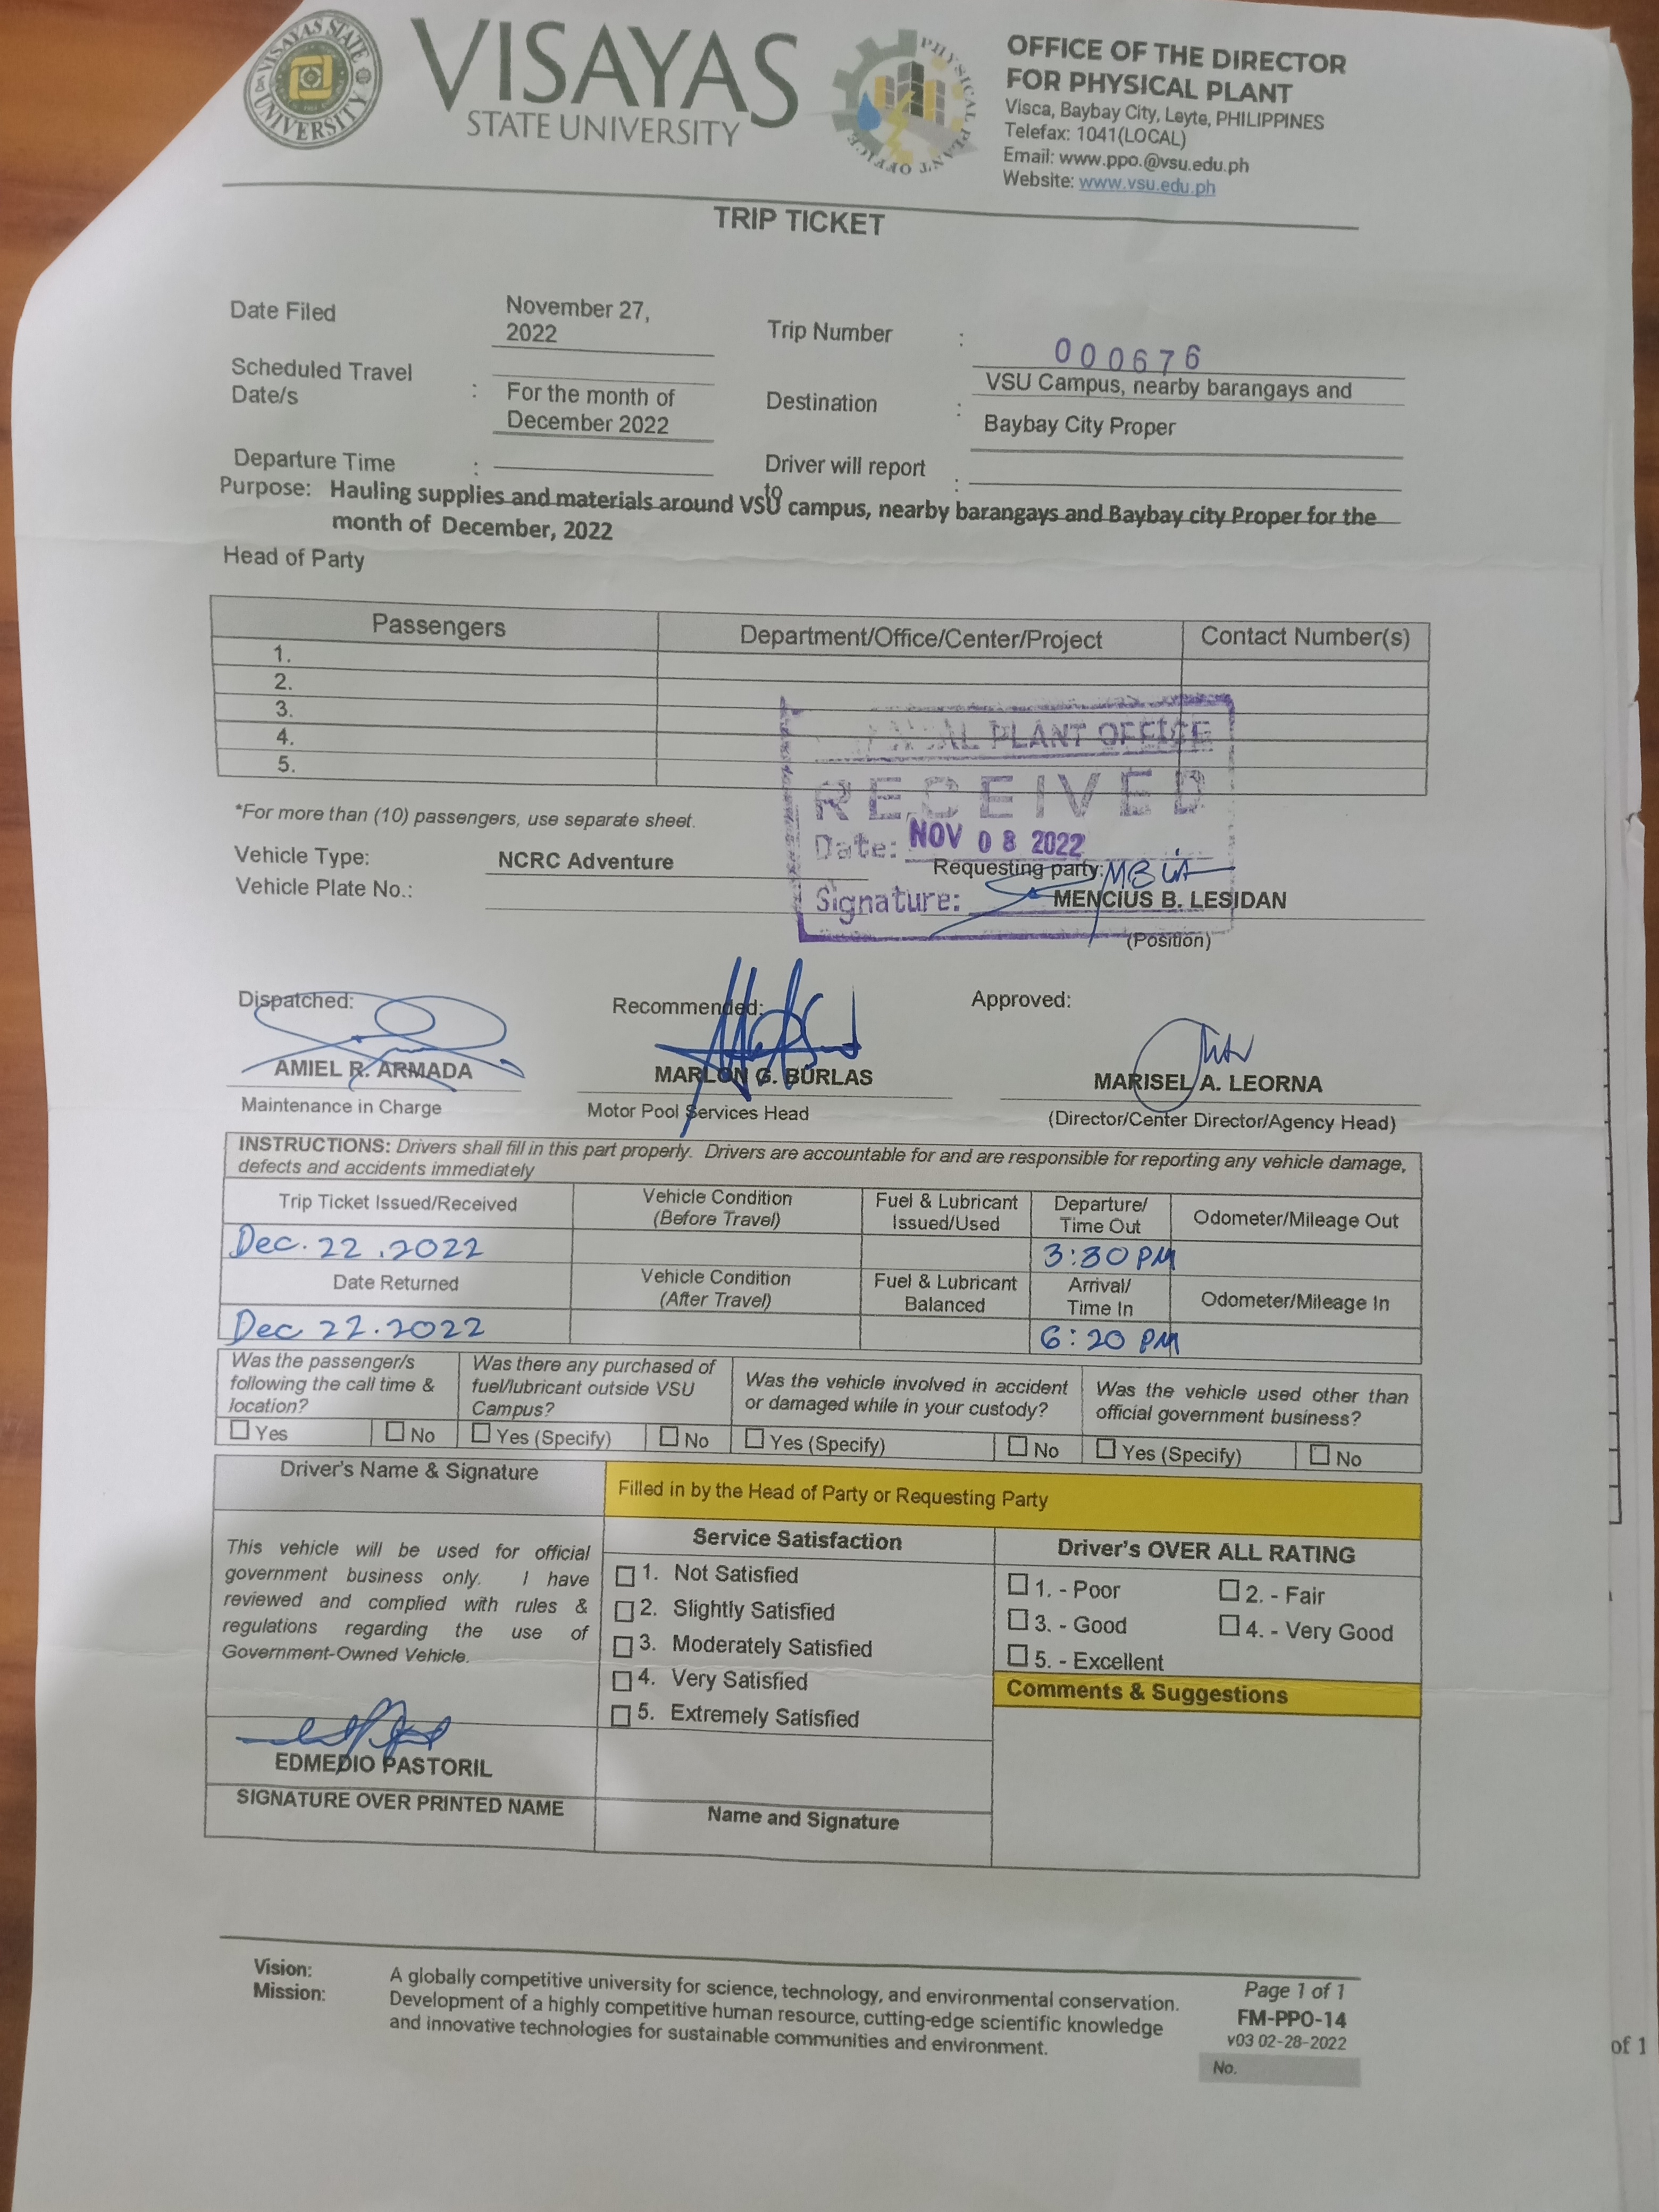 VISAYAS STATE UNIVERSITY
VISAYAS
STATE UNIVERSITY
PHYSICAL PLANT OFFICE
OFFICE OF THE DIRECTOR
FOR PHYSICAL PLANT
Visca, Baybay City, Leyte, PHILIPPINES
Telefax: 1041(LOCAL)
Email: www.ppo.@vsu.edu.ph
Website: www.vsu.edu.ph
TRIP TICKET
Date Filed November 27, 2022 Trip Number : 000676
Scheduled Travel Date/s : For the month of December 2022 Destination : VSU Campus, nearby barangays and
Baybay City Proper
Departure Time : Driver will report to :
Purpose: Hauling supplies and materials around VSU campus, nearby barangays and Baybay city Proper for the
month of December, 2022
Head of Party
Passengers Department/Office/Center/Project Contact Number(s)
1.
2.
3.
4.
5.
PLANT OFFICE
RECEIVED
Date: NOV 08 2022
Signature:
*For more than (10) passengers, use separate sheet.
Vehicle Type: NCRC Adventure
Vehicle Plate No.:
Requesting party:
MENCIUS B. LESIDAN
(Position)
Dispatched: Recommended: Approved:
AMIEL R. ARMADA MARLON G. BURLAS MARISEL A. LEORNA
Maintenance in Charge Motor Pool Services Head (Director/Center Director/Agency Head)
INSTRUCTIONS: Drivers shall fill in this part properly. Drivers are accountable for and are responsible for reporting any vehicle damage,
defects and accidents immediately
Trip Ticket Issued/Received Vehicle Condition (Before Travel) Fuel & Lubricant Issued/Used Departure/ Time Out Odometer/Mileage Out
Dec. 22 . 2022 3:30 PM
Date Returned Vehicle Condition (After Travel) Fuel & Lubricant Balanced Arrival/ Time In Odometer/Mileage In
Dec 22.2022 6:20 PM
Was the passenger/s following the call time & location? Was there any purchased of fuel/lubricant outside VSU Campus? Was the vehicle involved in accident or damaged while in your custody? Was the vehicle used other than official government business?
Yes No Yes (Specify) No Yes (Specify) No Yes (Specify) No
Driver's Name & Signature Filled in by the Head of Party or Requesting Party
This vehicle will be used for official
government business only. I have
reviewed and complied with rules &
regulations regarding the use of
Government-Owned Vehicle.
EDMEDIO PASTORIL
SIGNATURE OVER PRINTED NAME
Service Satisfaction
1. Not Satisfied
2. Slightly Satisfied
3. Moderately Satisfied
4. Very Satisfied
5. Extremely Satisfied
Name and Signature
Driver's OVER ALL RATING
1. - Poor 2. - Fair
3. - Good 4. - Very Good
5. - Excellent
Comments & Suggestions
Vision: A globally competitive university for science, technology, and environmental conservation.
Mission: Development of a highly competitive human resource, cutting-edge scientific knowledge
and innovative technologies for sustainable communities and environment.
Page 1 of 1
FM-PPO-14
v03 02-28-2022
No.
of 1